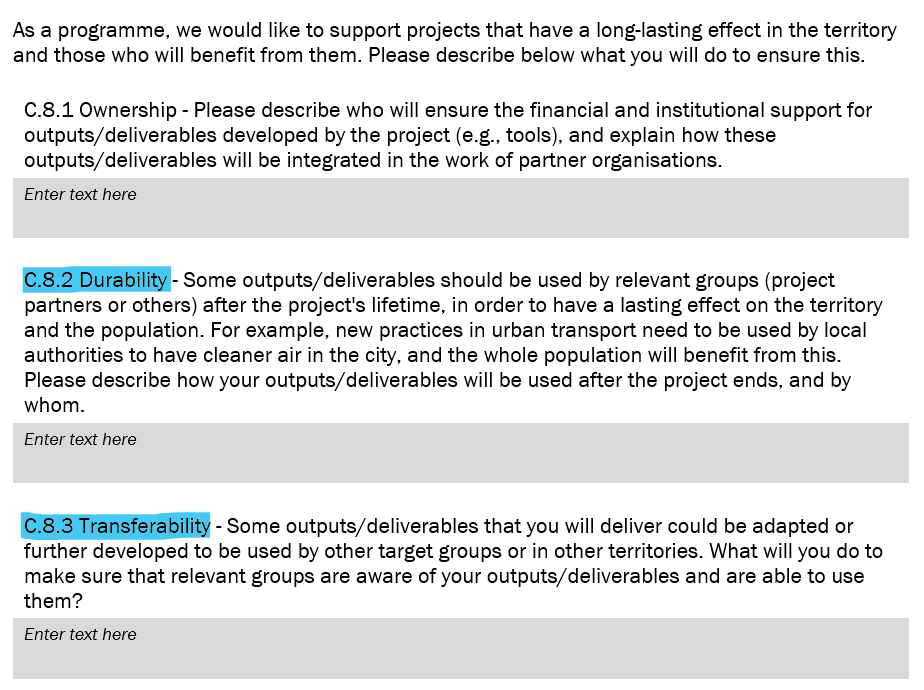 As a programme, we would like to support projects that have a long-lasting effect in the territory
and those who will benefit from them. Please describe below what you will do to ensure this.
C.8.1 Ownership - Please describe who will ensure the financial and institutional support for
outputs/deliverables developed by the project (e.g., tools), and explain how these
outputs/deliverables will be integrated in the work of partner organisations.
Enter text here
C.8.2 Durability - Some outputs/deliverables should be used by relevant groups (project
partners or others) after the project's lifetime, in order to have a lasting effect on the territory
and the population. For example, new practices in urban transport need to be used by local
authorities to have cleaner air in the city, and the whole population will benefit from this.
Please describe how your outputs/deliverables will be used after the project ends, and by
whom.
Enter text here
C.8.3 Transferability - Some outputs/deliverables that you will deliver could be adapted or
further developed to be used by other target groups or in other territories. What will you do to
make sure that relevant groups are aware of your outputs/deliverables and are able to use
them?
Enter text here